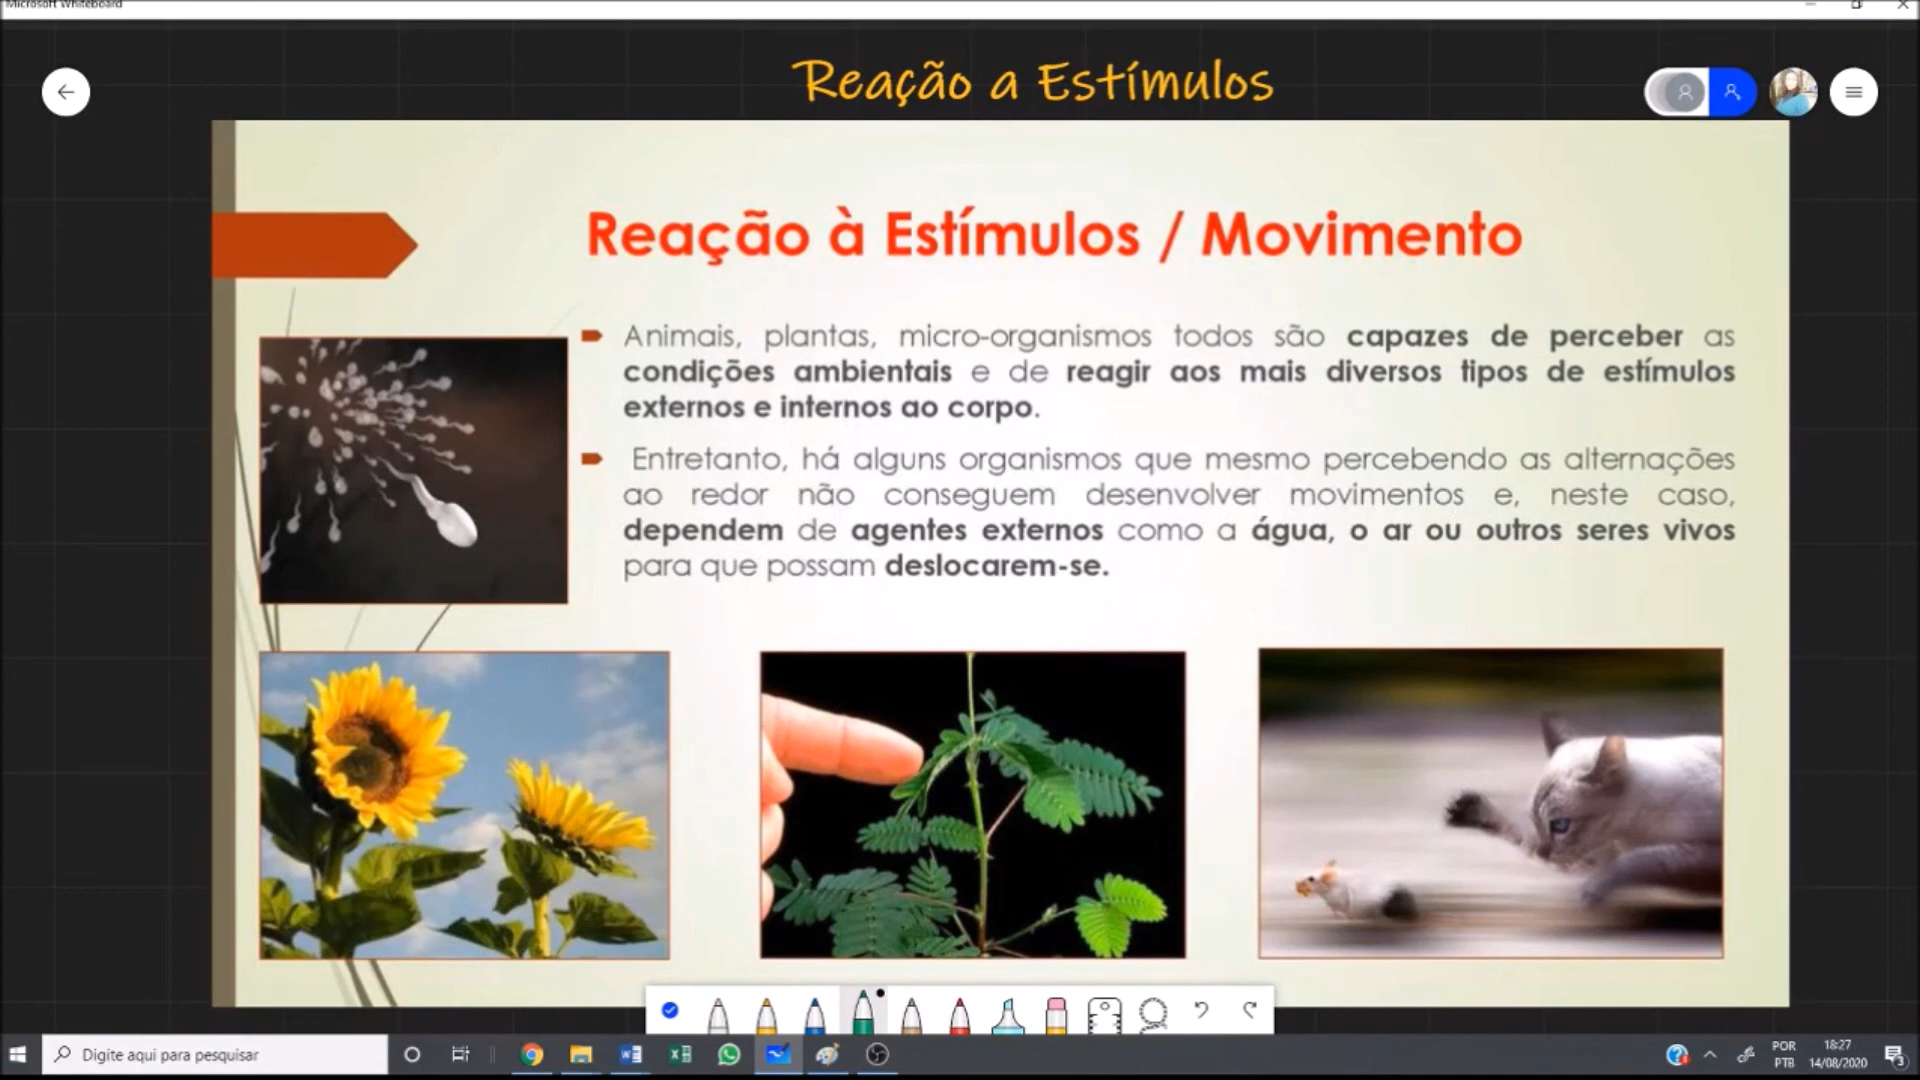 Microsoft Whiteboard
Reação a Estímulos
Reação à Estímulos / Movimento
Animais, plantas, micro-organismos todos são capazes de perceber as
condições ambientais e de reagir aos mais diversos tipos de estímulos
externos e internos ao corpo.
Entretanto, há alguns organismos que mesmo percebendo as alternações
ao redor não conseguem desenvolver movimentos e, neste caso,
dependem de agentes externos como a água, o ar ou outros seres vivos
para que possam deslocarem-se.
Digite aqui para pesquisar
POR
PTB
18:27
14/08/2020
3